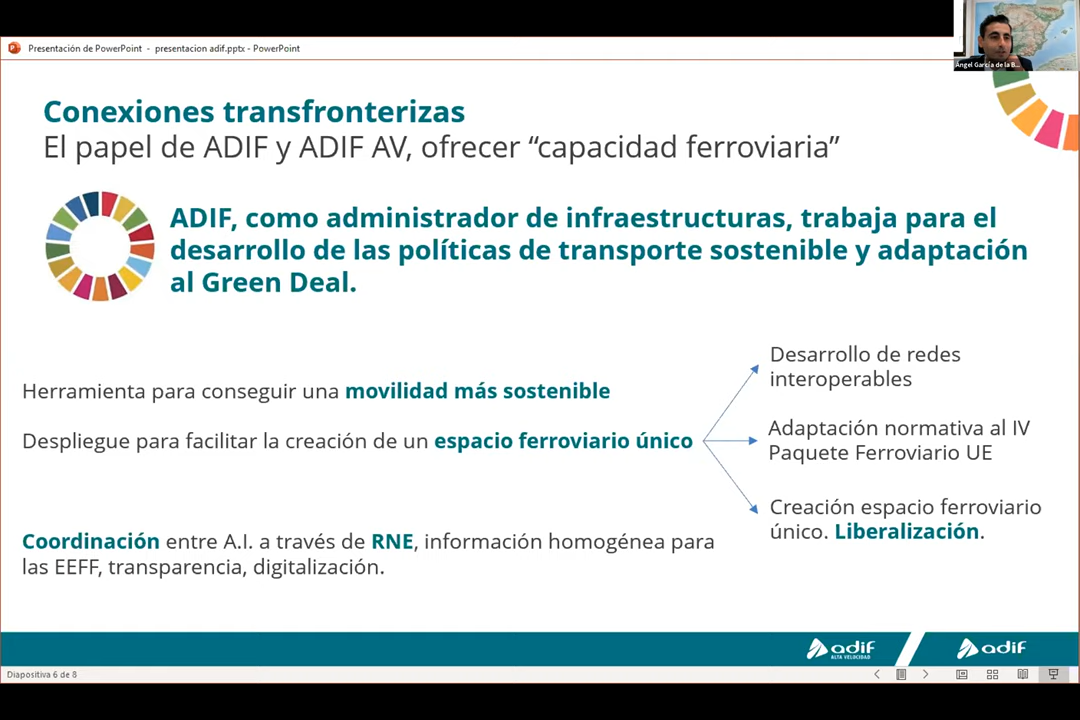 Presentación de PowerPoint - presentacion adif.pptx - PowerPoint
Ángel García de la B...
Conexiones transfronterizas
El papel de ADIF y ADIF AV, ofrecer “capacidad ferroviaria”
ADIF, como administrador de infraestructuras, trabaja para el
desarrollo de las políticas de transporte sostenible y adaptación
al Green Deal.
Herramienta para conseguir una movilidad más sostenible
Despliegue para facilitar la creación de un espacio ferroviario único
Desarrollo de redes
interoperables
Adaptación normativa al IV
Paquete Ferroviario UE
Creación espacio ferroviario
único. Liberalización.
Coordinación entre A.I. a través de RNE, información homogénea para
las EEFF, transparencia, digitalización.
adif
ALTA VELOCIDAD
adif
Diapositiva 6 de 8